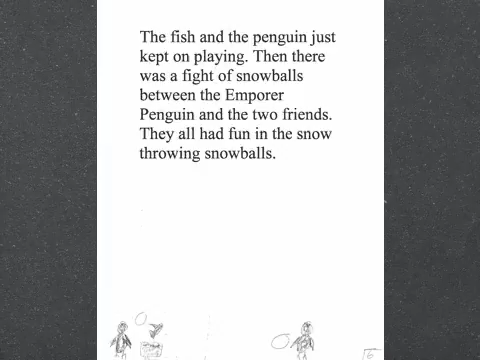 The fish and the penguin just
kept on playing. Then there
was a fight of snowballs
between the Emporer
Penguin and the two friends.
They all had fun in the snow
throwing snowballs.
6